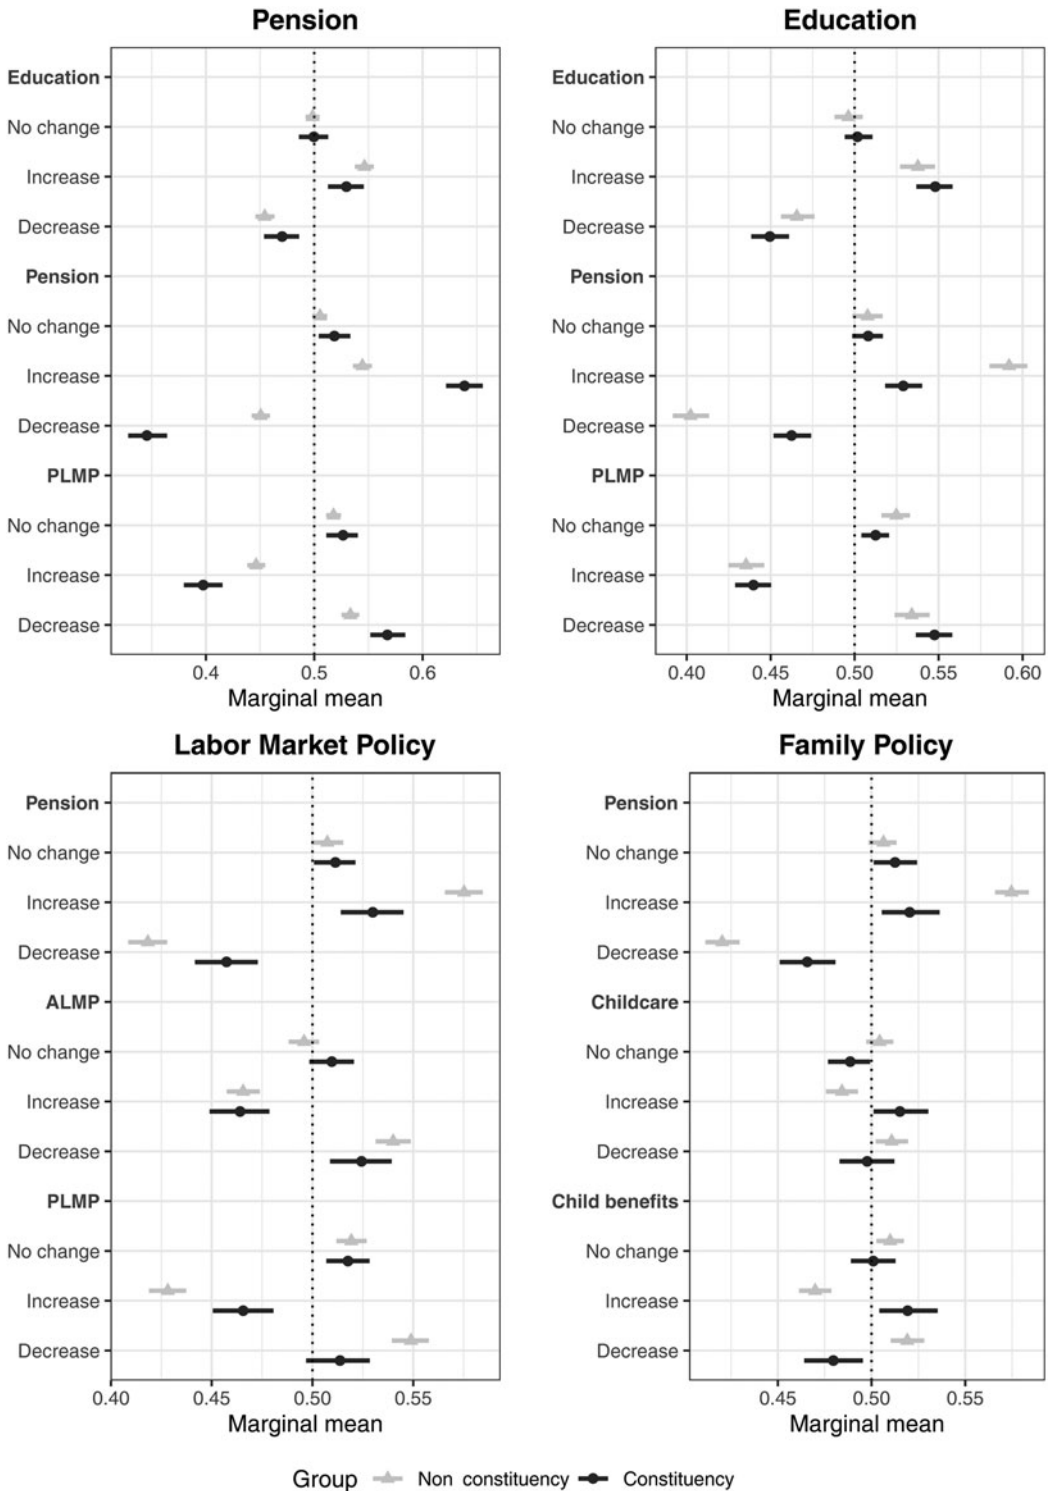 Pension
Education
No change
Increase
Decrease
Pension
No change
Increase
Decrease
PLMP
No change
Increase
Decrease
0.4 0.5 0.6
Marginal mean
Education
Education
No change
Increase
Decrease
Pension
No change
Increase
Decrease
PLMP
No change
Increase
Decrease
0.40 0.45 0.50 0.55 0.60
Marginal mean
Labor Market Policy
Pension
No change
Increase
Decrease
ALMP
No change
Increase
Decrease
PLMP
No change
Increase
Decrease
0.40 0.45 0.50 0.55
Marginal mean
Family Policy
Pension
No change
Increase
Decrease
Childcare
No change
Increase
Decrease
Child benefits
No change
Increase
Decrease
0.45 0.50 0.55
Marginal mean
Group Non constituency Constituency